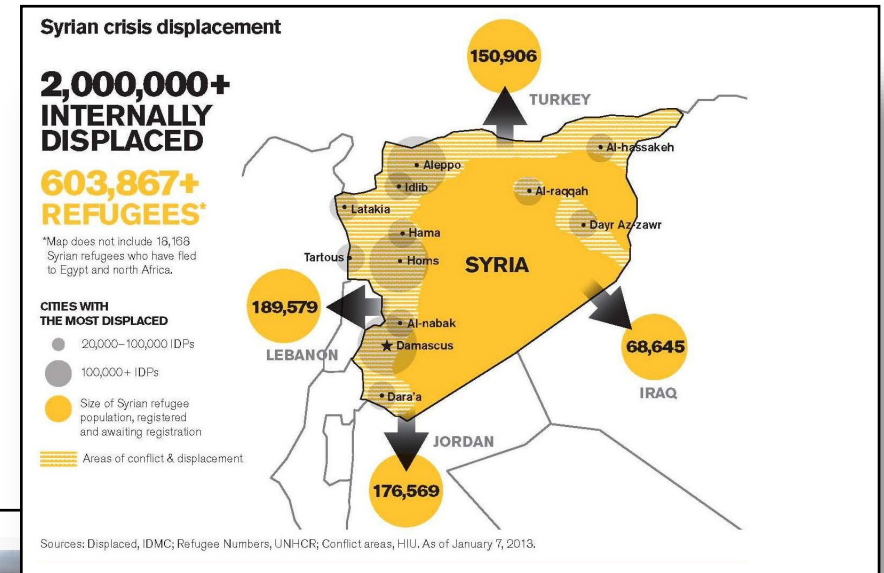 Syrian crisis displacement
2,000,000+
INTERNALLY
DISPLACED
603,867+
REFUGEES*
*Map does not include 18,168
Syrian refugees who have fled
to Egypt and north Africa.
CITIES WITH
THE MOST DISPLACED
20,000–100,000 IDPs
100,000+ IDPs
Size of Syrian refugee
population, registered
and awaiting registration
Areas of conflict & displacement
150,906
TURKEY
Al-hassakeh
Aleppo
Idlib
Al-raqqah
Latakia
Dayr Az-zawr
Hama
Tartous
Homs
SYRIA
189,579
LEBANON
Al-nabak
Damascus
68,645
IRAQ
Dara'a
JORDAN
176,569
Sources: Displaced, IDMC; Refugee Numbers, UNHCR; Conflict areas, HIU. As of January 7, 2013.